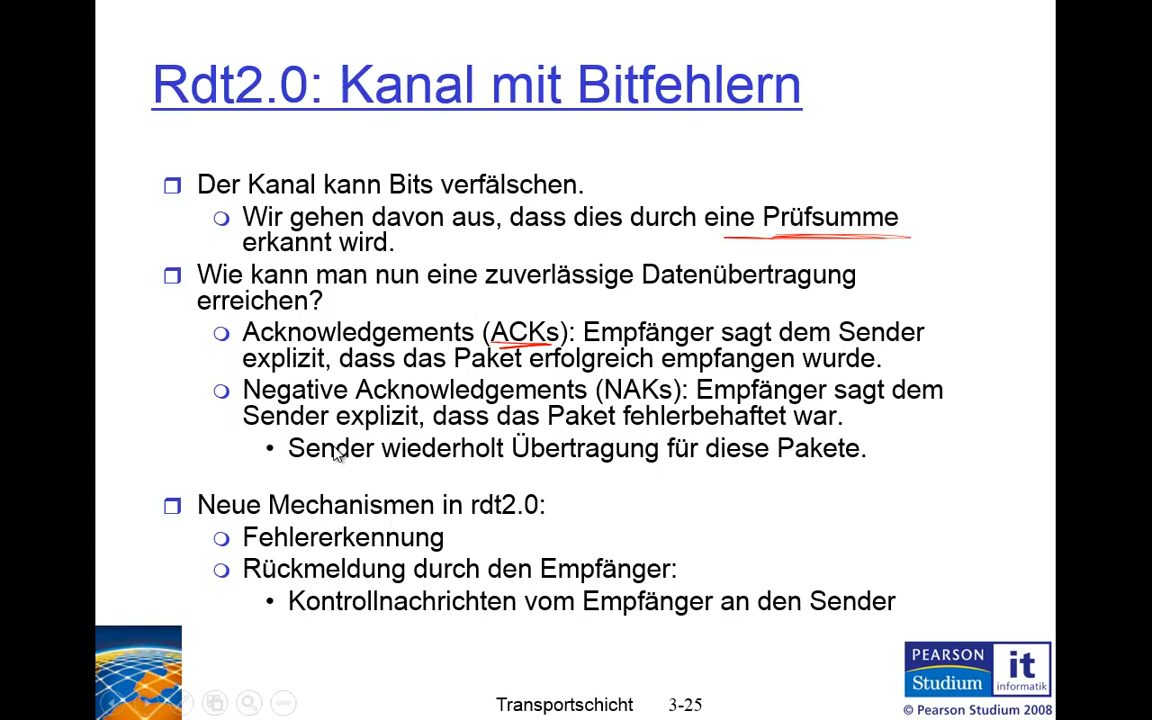 Rdt2.0: Kanal mit Bitfehlern
Der Kanal kann Bits verfälschen.
Wir gehen davon aus, dass dies durch eine Prüfsumme
erkannt wird.
Wie kann man nun eine zuverlässige Datenübertragung
erreichen?
Acknowledgements (ACKs): Empfänger sagt dem Sender
explizit, dass das Paket erfolgreich empfangen wurde.
Negative Acknowledgements (NAKs): Empfänger sagt dem
Sender explizit, dass das Paket fehlerbehaftet war.
• Sender wiederholt Übertragung für diese Pakete.
Neue Mechanismen in rdt2.0:
Fehlererkennung
Rückmeldung durch den Empfänger:
• Kontrollnachrichten vom Empfänger an den Sender
PEARSON
Studium
it
informatik
Transportschicht 3-25
© Pearson Studium 2008